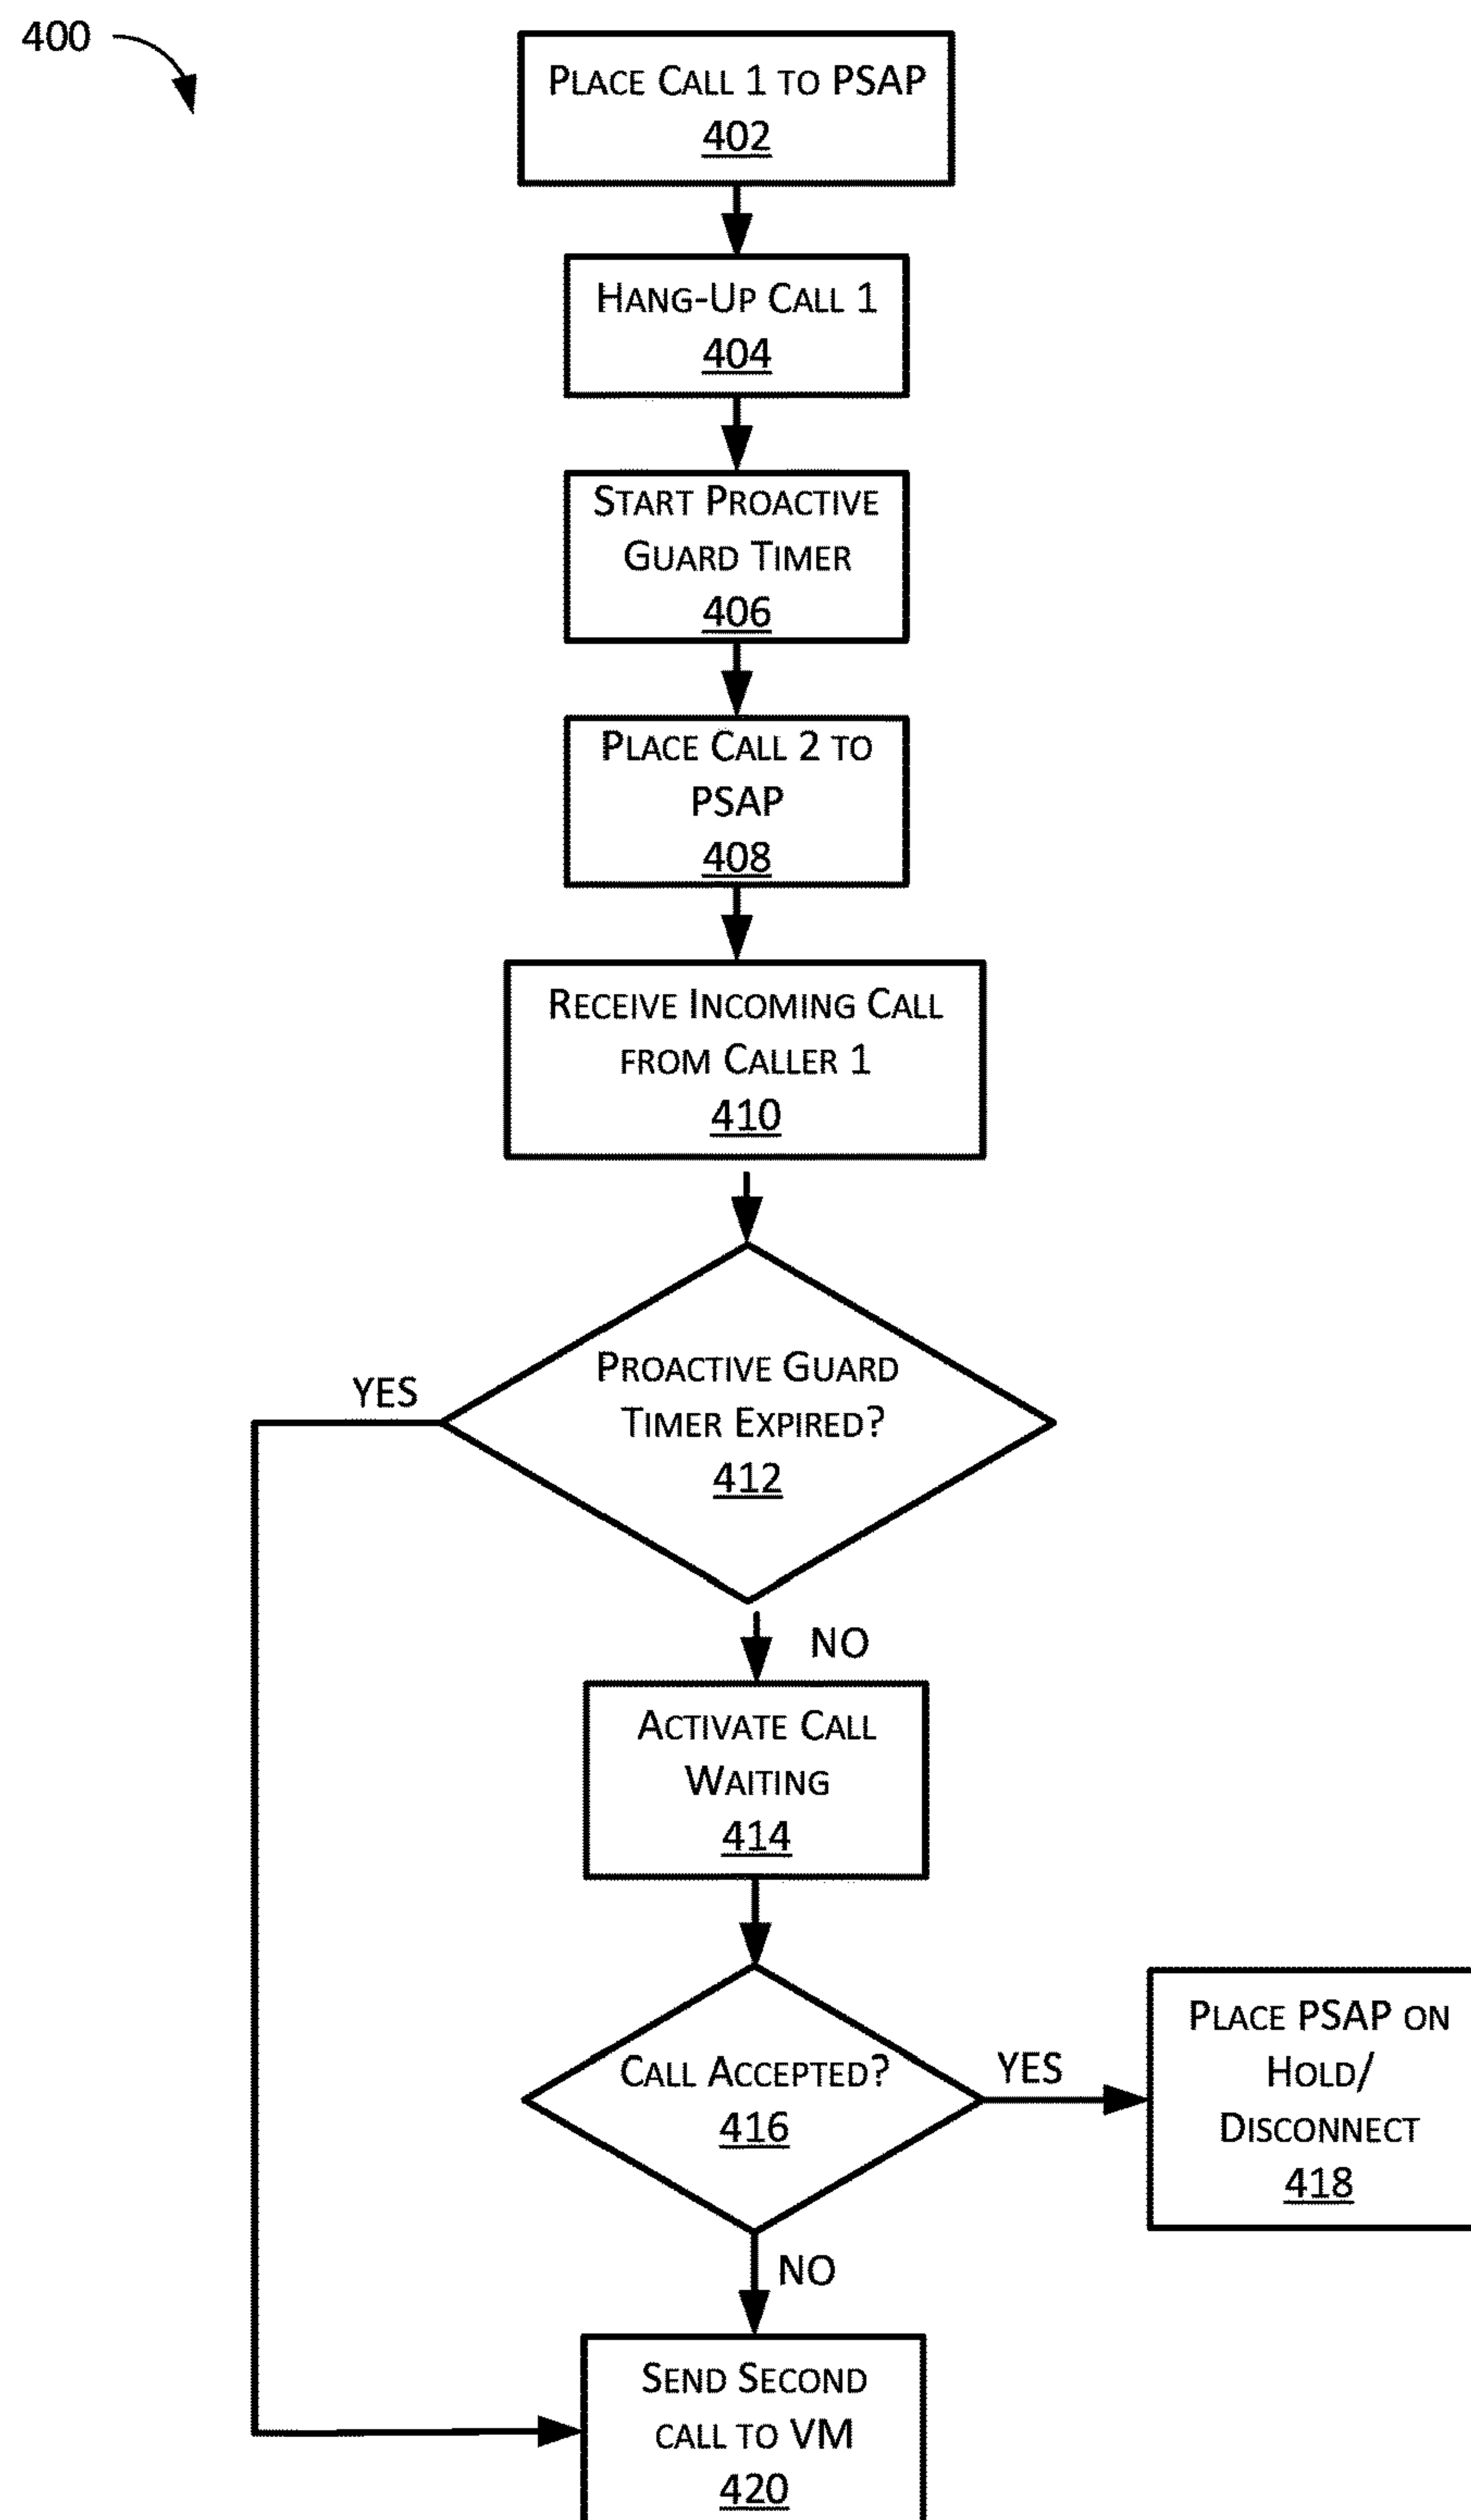 400
PLACE CALL 1 TO PSAP
402
HANG-UP CALL 1
404
START PROACTIVE
GUARD TIMER
406
PLACE CALL 2 TO
PSAP
408
RECEIVE INCOMING CALL
FROM CALLER 1
410
PROACTIVE GUARD
TIMER EXPIRED?
412
YES
NO
ACTIVATE CALL
WAITING
414
CALL ACCEPTED?
416
YES
PLACE PSAP ON
HOLD/
DISCONNECT
418
NO
SEND SECOND
CALL TO VM
420